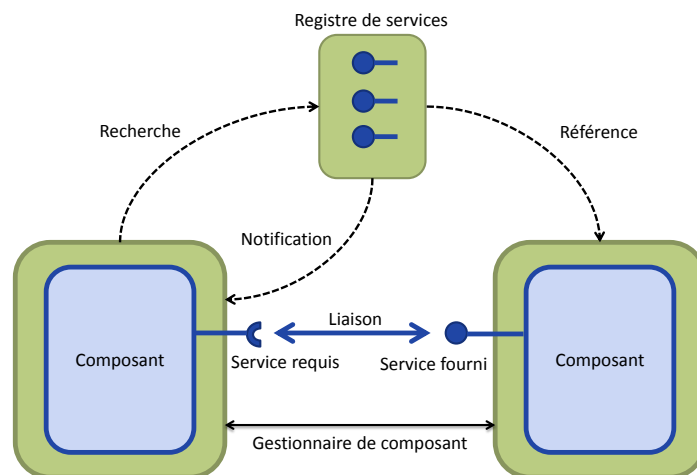 Registre de services
Recherche
Référence
Notification
Liaison
Composant
Service requis
Service fourni
Composant
Gestionnaire de composant